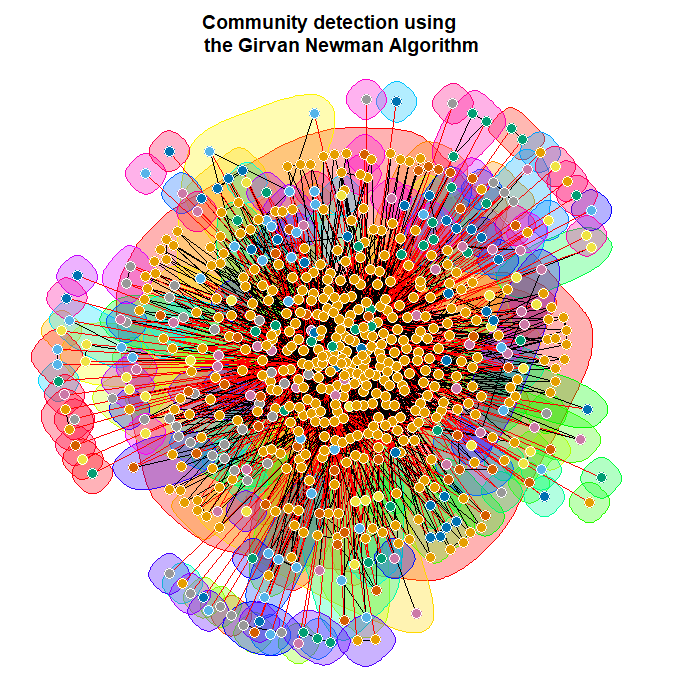 Community detection using
the Girvan Newman Algorithm